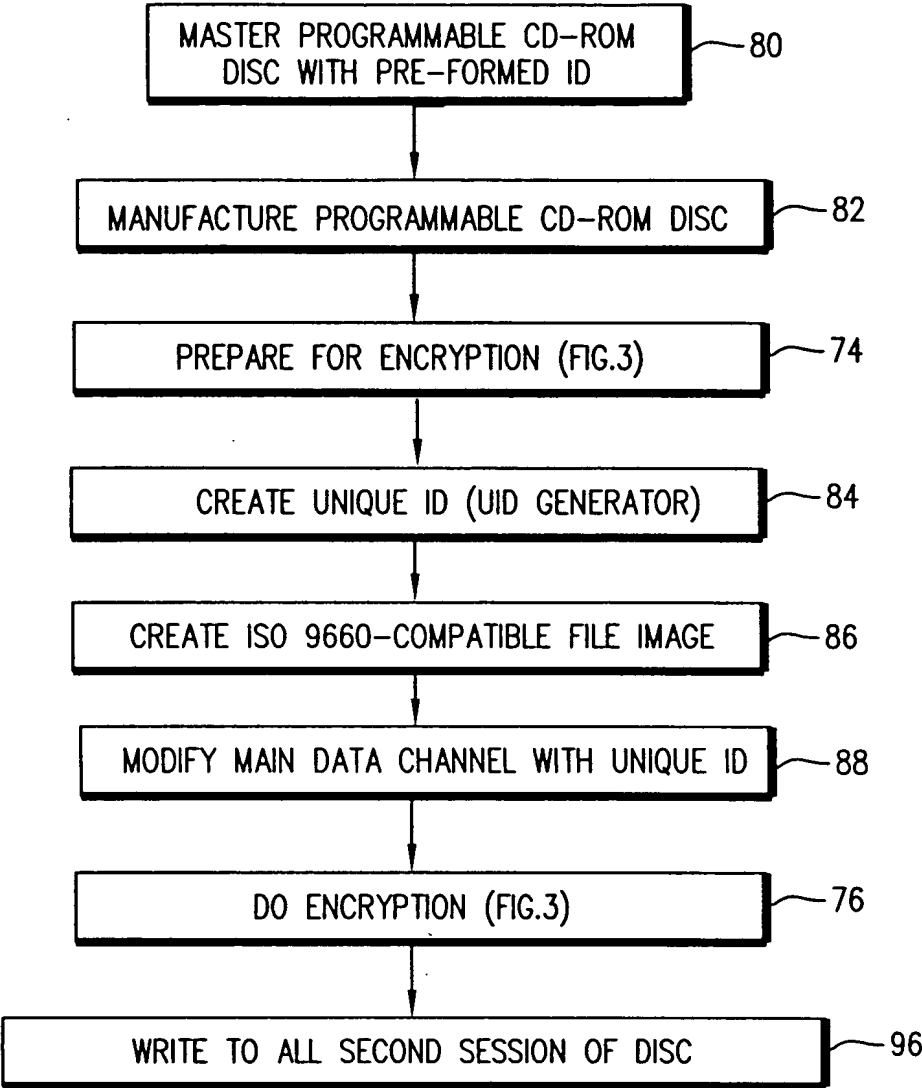 MASTER PROGRAMMABLE CD-ROM
DISC WITH PRE-FORMED ID
80
MANUFACTURE PROGRAMMABLE CD-ROM DISC
82
PREPARE FOR ENCRYPTION (FIG.3)
74
CREATE UNIQUE ID (UID GENERATOR)
84
CREATE ISO 9660-COMPATIBLE FILE IMAGE
86
MODIFY MAIN DATA CHANNEL WITH UNIQUE ID
88
DO ENCRYPTION (FIG.3)
76
WRITE TO ALL SECOND SESSION OF DISC
96